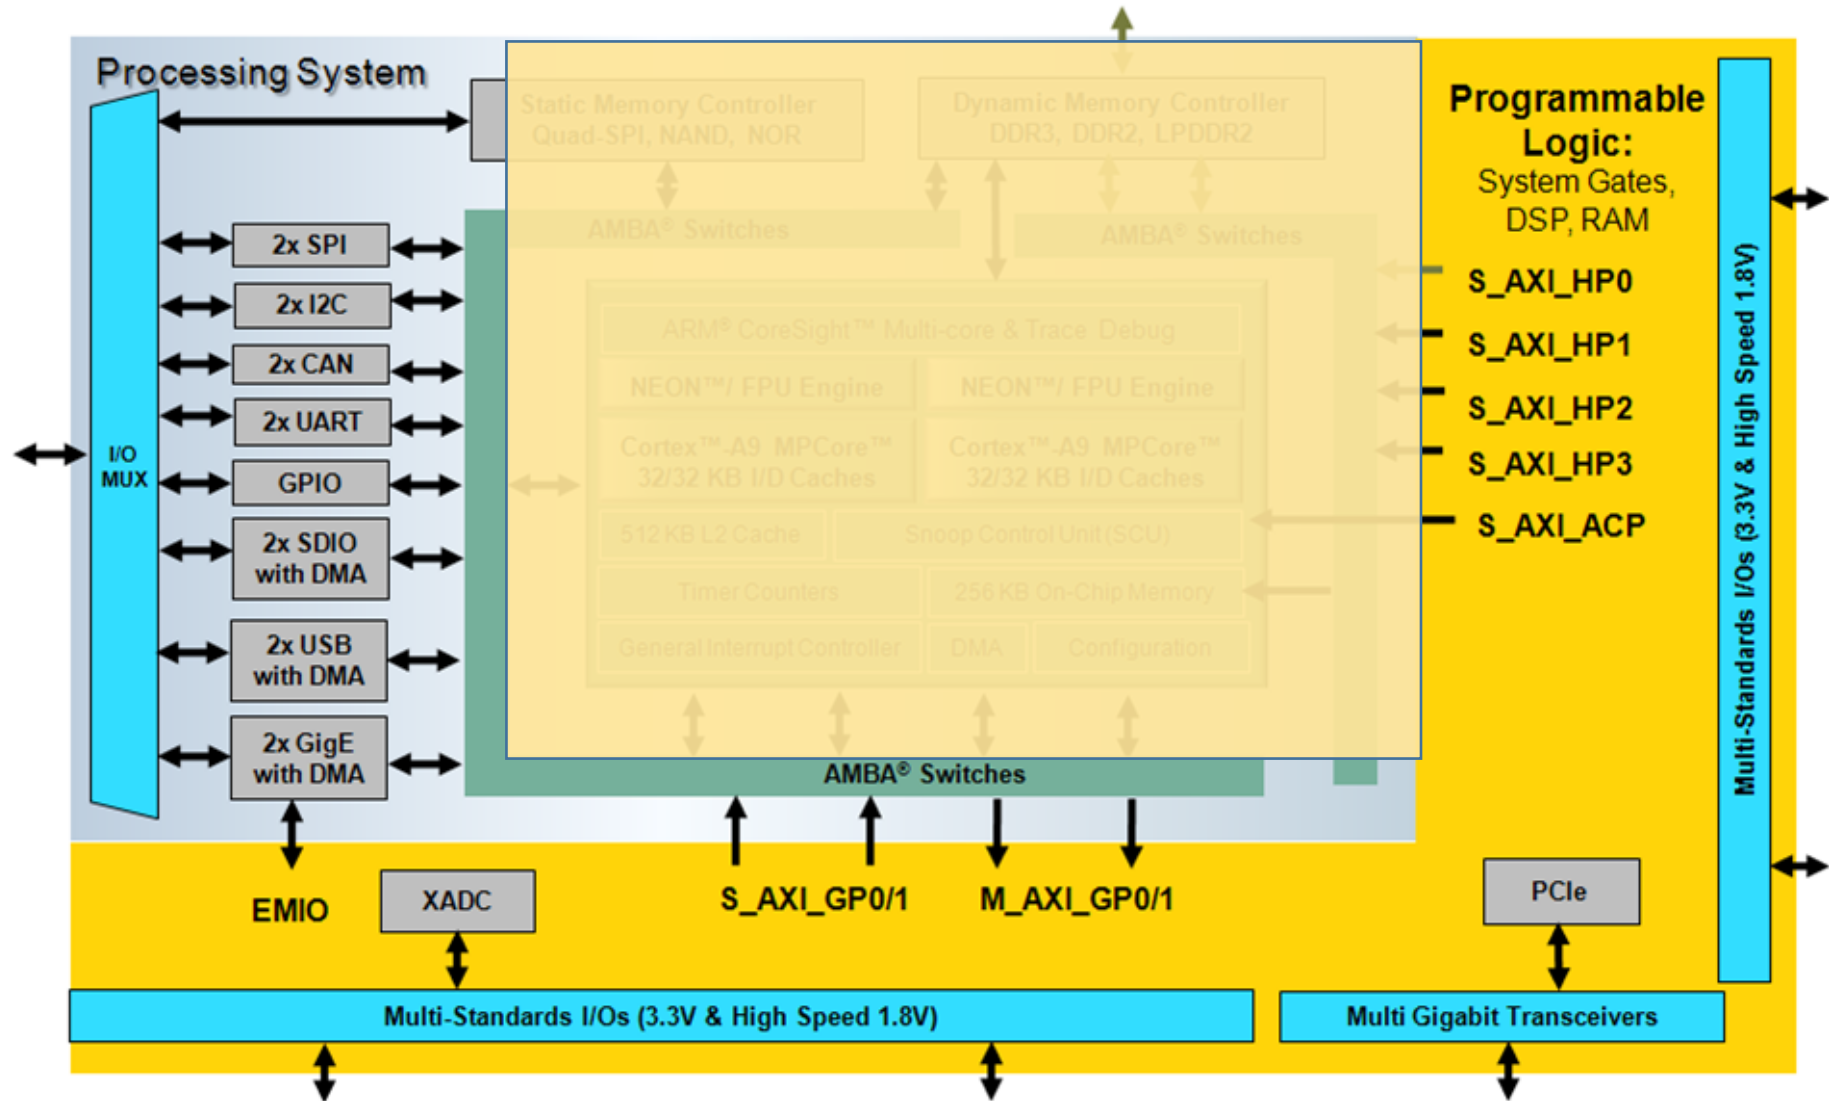 Processing System
Static Memory Controller
Quad-SPI, NAND, NOR
Dynamic Memory Controller
DDR3, DDR2, LPDDR2
Programmable
Logic:
System Gates,
DSP, RAM
I/O
MUX
2x SPI
2x I2C
2x CAN
2x UART
GPIO
2x SDIO
with DMA
2x USB
with DMA
2x GigE
with DMA
AMBA® Switches
AMBA® Switches
ARM® CoreSight™ Multi-core & Trace Debug
NEON™/ FPU Engine
NEON™/ FPU Engine
Cortex™-A9 MPCore™
32/32 KB I/D Caches
Cortex™-A9 MPCore™
32/32 KB I/D Caches
512 KB L2 Cache
Snoop Control Unit (SCU)
Timer Counters
256 KB On-Chip Memory
General Interrupt Controller
DMA
Configuration
AMBA® Switches
S_AXI_HP0
S_AXI_HP1
S_AXI_HP2
S_AXI_HP3
S_AXI_ACP
Multi-Standards I/Os (3.3V & High Speed 1.8V)
EMIO
XADC
S_AXI_GP0/1
M_AXI_GP0/1
PCIe
Multi-Standards I/Os (3.3V & High Speed 1.8V)
Multi Gigabit Transceivers